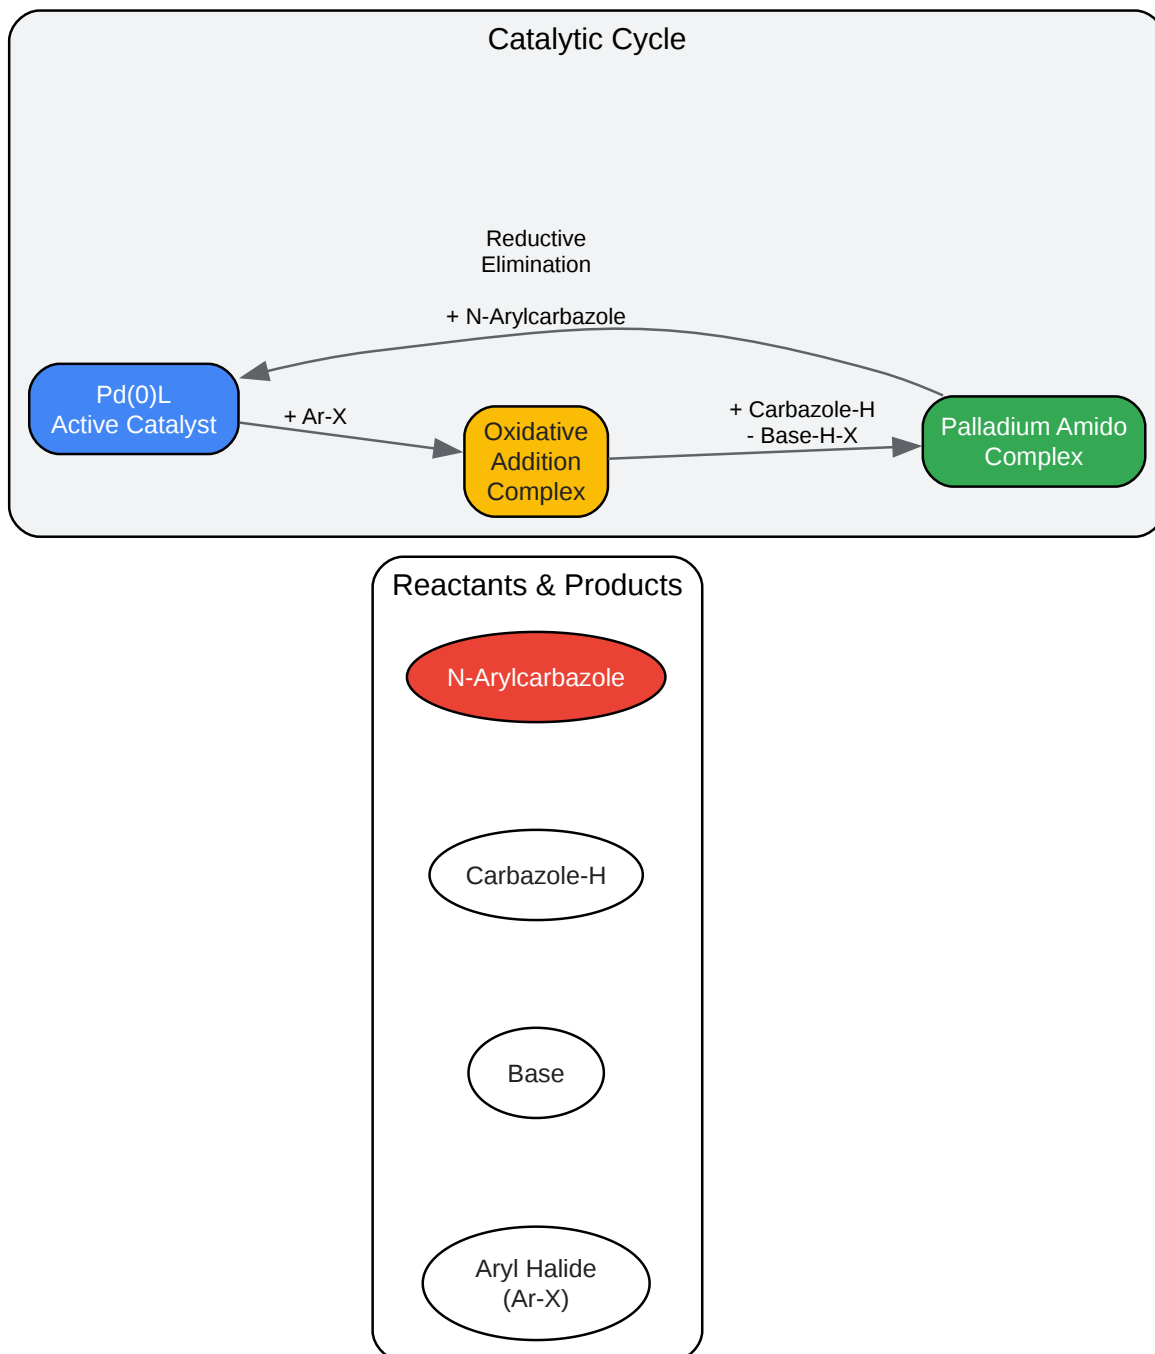 Catalytic Cycle
Reductive
Elimination
+ N-Arylcarbazole
Pd(0)L
Active Catalyst
+ Ar-X
Oxidative
Addition
Complex
+ Carbazole-H
- Base-H-X
Palladium Amido
Complex
Reactants & Products
N-Arylcarbazole
Carbazole-H
Base
Aryl Halide
(Ar-X)